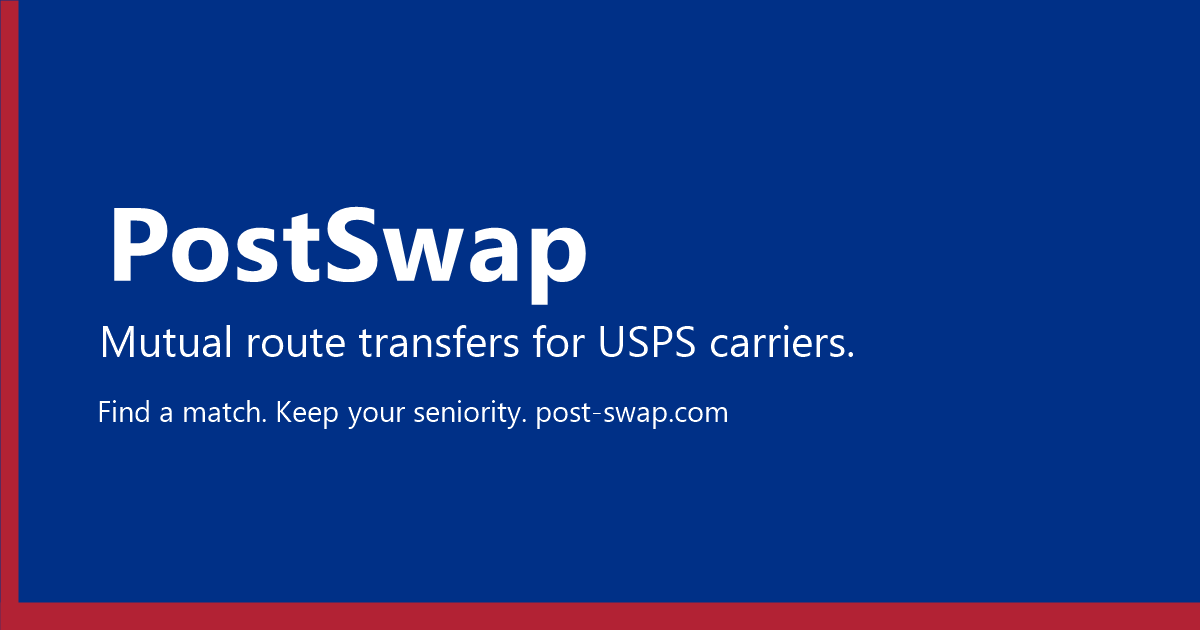 PostSwap
Mutual route transfers for USPS carriers.
Find a match. Keep your seniority. post-swap.com